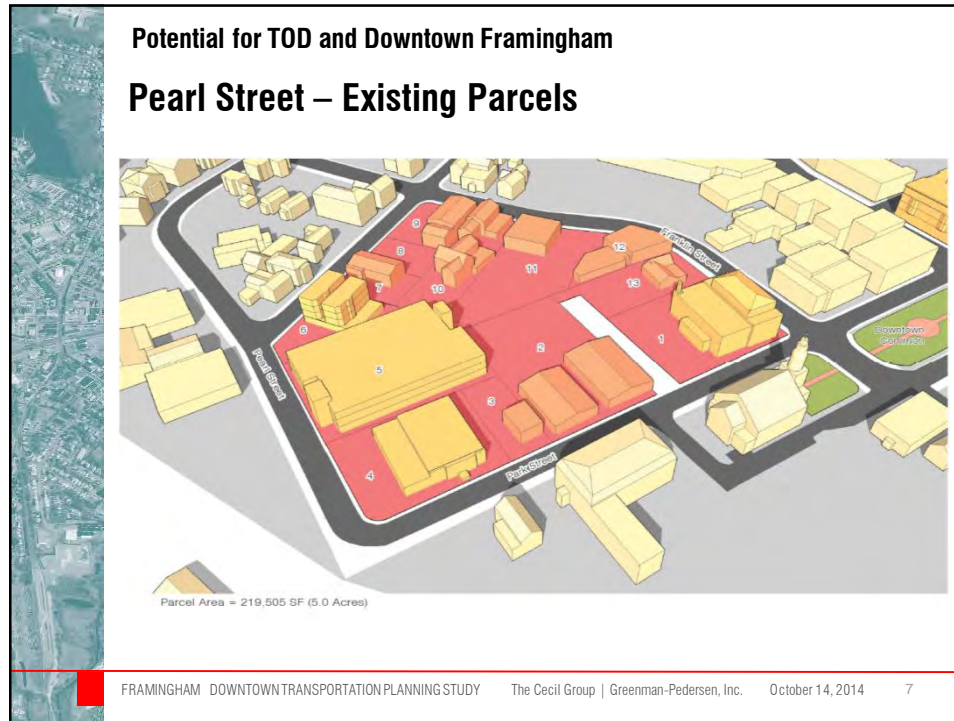 Potential for TOD and Downtown Framingham
Pearl Street – Existing Parcels
Franklin Street
9
12
8
11
7
10
13
Downtown Common
6
1
2
Pearl Street
5
3
Park Street
4
Parcel Area = 219,505 SF (5.0 Acres)
FRAMINGHAM DOWNTOWN TRANSPORTATION PLANNING STUDY The Cecil Group | Greenman-Pedersen, Inc. October 14, 2014 7